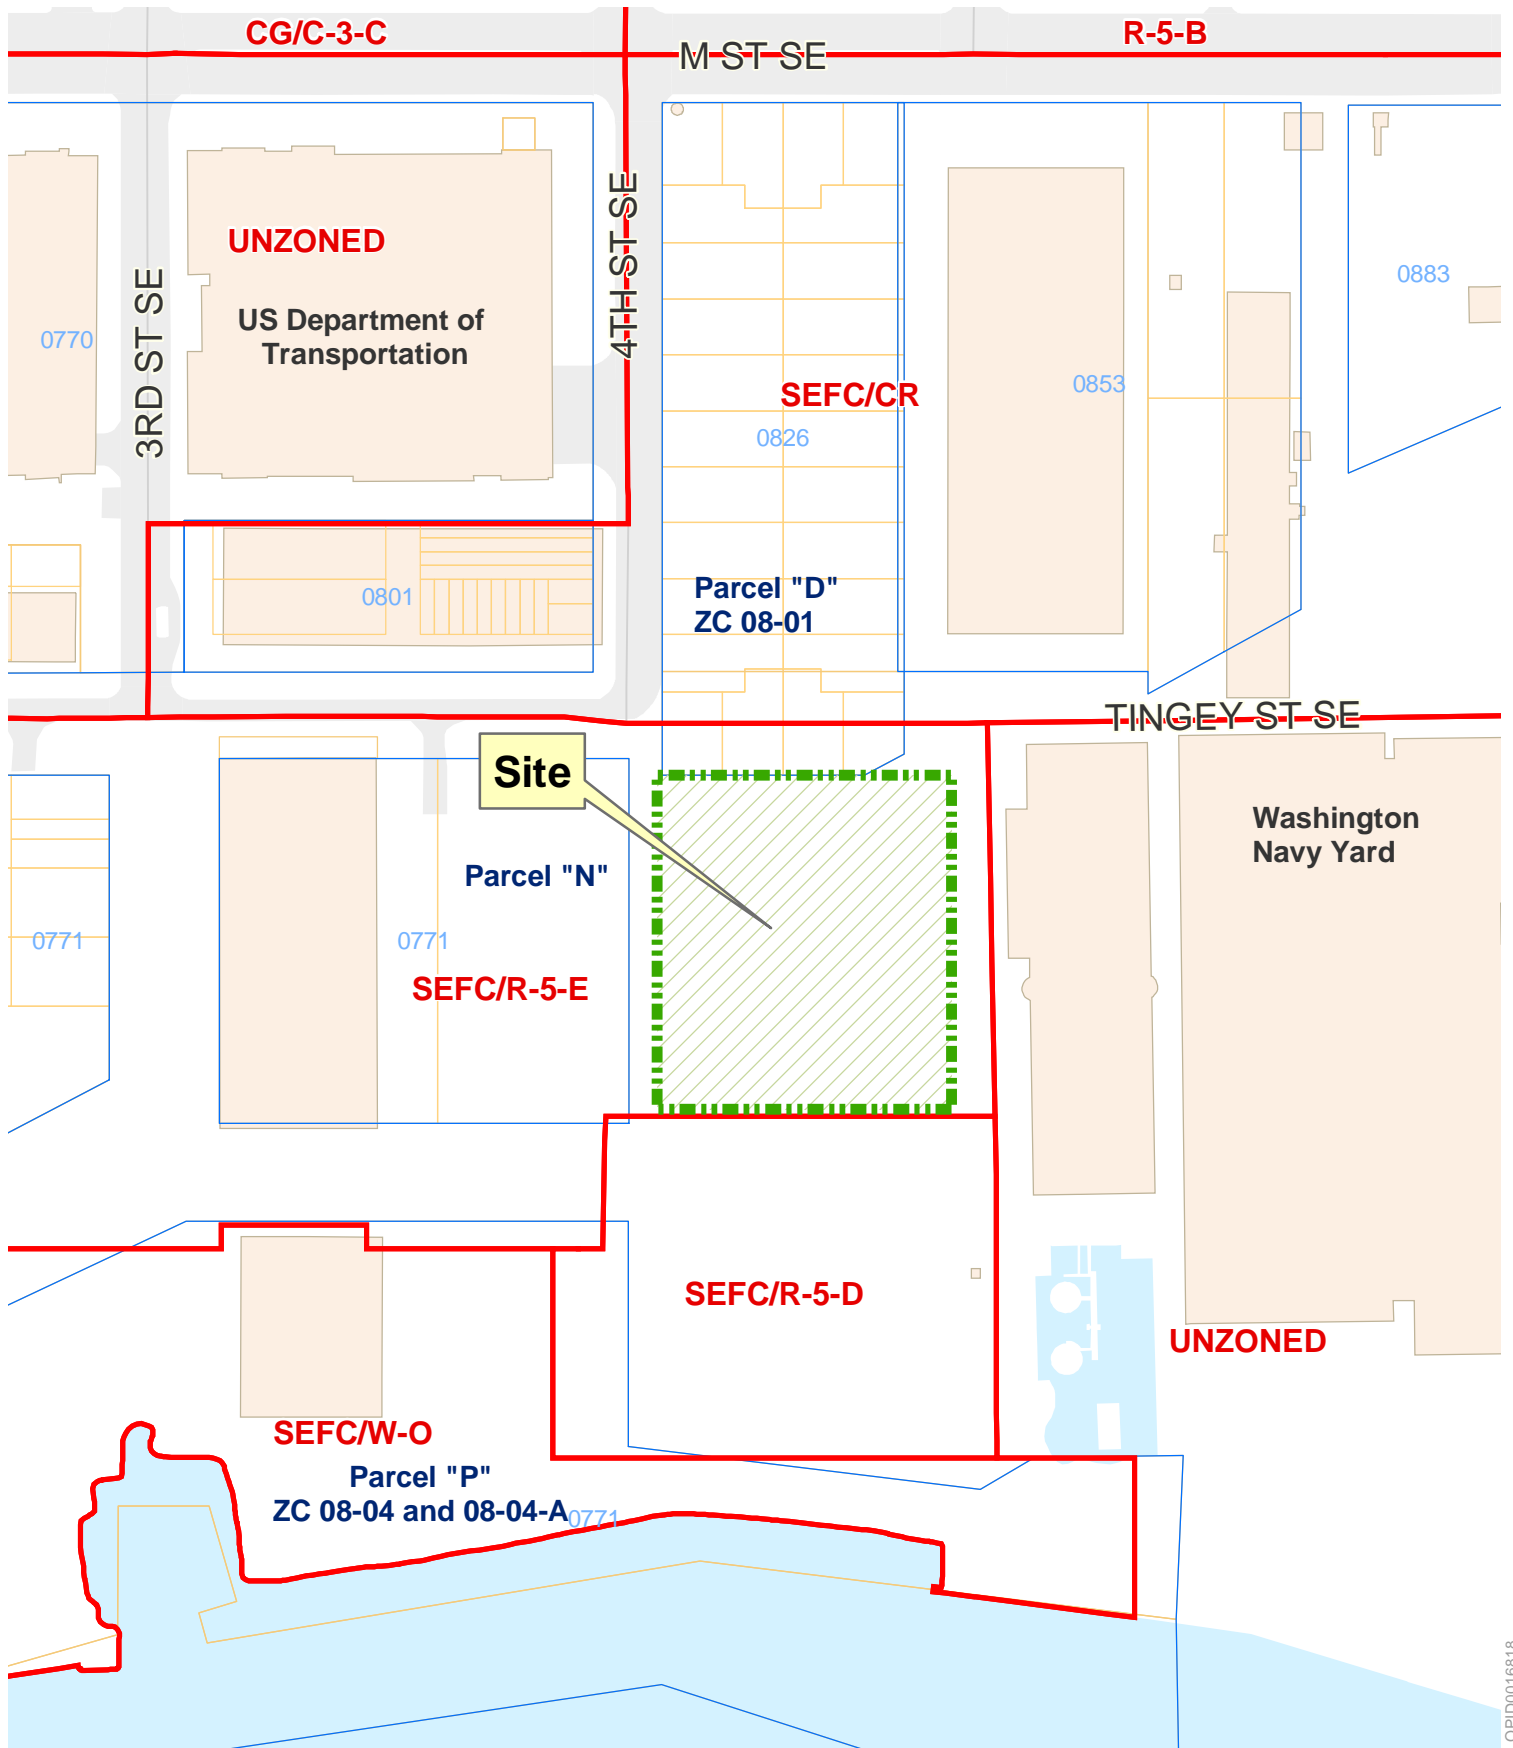 CG/C-3-C
R-5-B
M ST SE
UNZONED
4TH ST SE
3RD ST SE
US Department of
Transportation
0883
0770
SEFC/CR
0853
0826
0801
Parcel "D"
ZC 08-01
TINGEY ST SE
Site
Washington
Navy Yard
Parcel "N"
0771
0771
SEFC/R-5-E
SEFC/R-5-D
UNZONED
SEFC/W-O
Parcel "P"
ZC 08-04 and 08-04-A
0771
OPID0016818